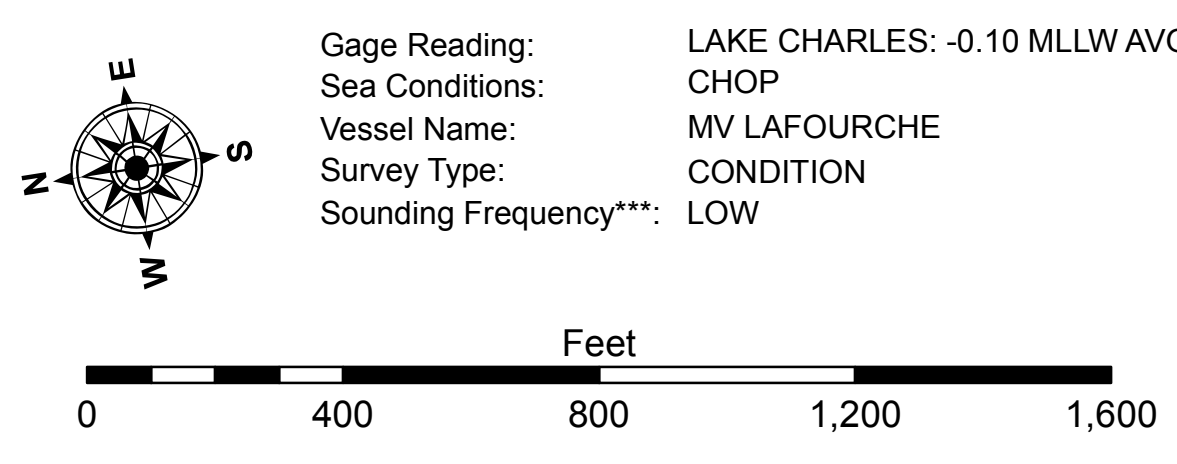 E
N
S
W
Gage Reading: LAKE CHARLES: -0.10 MLLW
Sea Conditions: CHOP
Vessel Name: MV LAFOURCHE
Survey Type: CONDITION
Sounding Frequency***: LOW
Feet
0 400 800 1,200 1,600